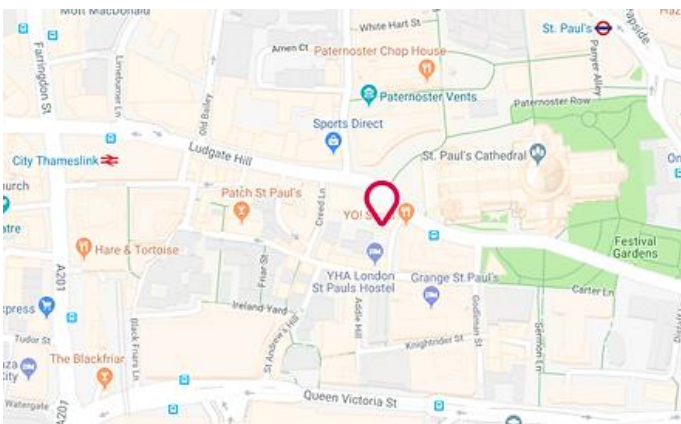 Mott MacDonald
White Hart St
St. Paul's
Farringdon St
Limeburner Ln
Amen Ct
Paternoster Chop House
Panyer Alley
Old Bailey
Paternoster Vents
Paternoster Row
Sports Direct
Ludgate Hill
City Thameslink
St. Paul's Cathedral
Patch St Paul's
Creed Ln
YO!
Hare & Tortoise
Festival
Gardens
Friar St
YHA London
St Pauls Hostel
Grange St.Paul's
A201
Carter Ln
Ireland Yard
Addle Hill
Godliman St
Sermon Ln
Tudor St
Black Friars Ln
St Andrew's Hill
Knightrider St
The Blackfriar
Queen Victoria St
Watergate
A201